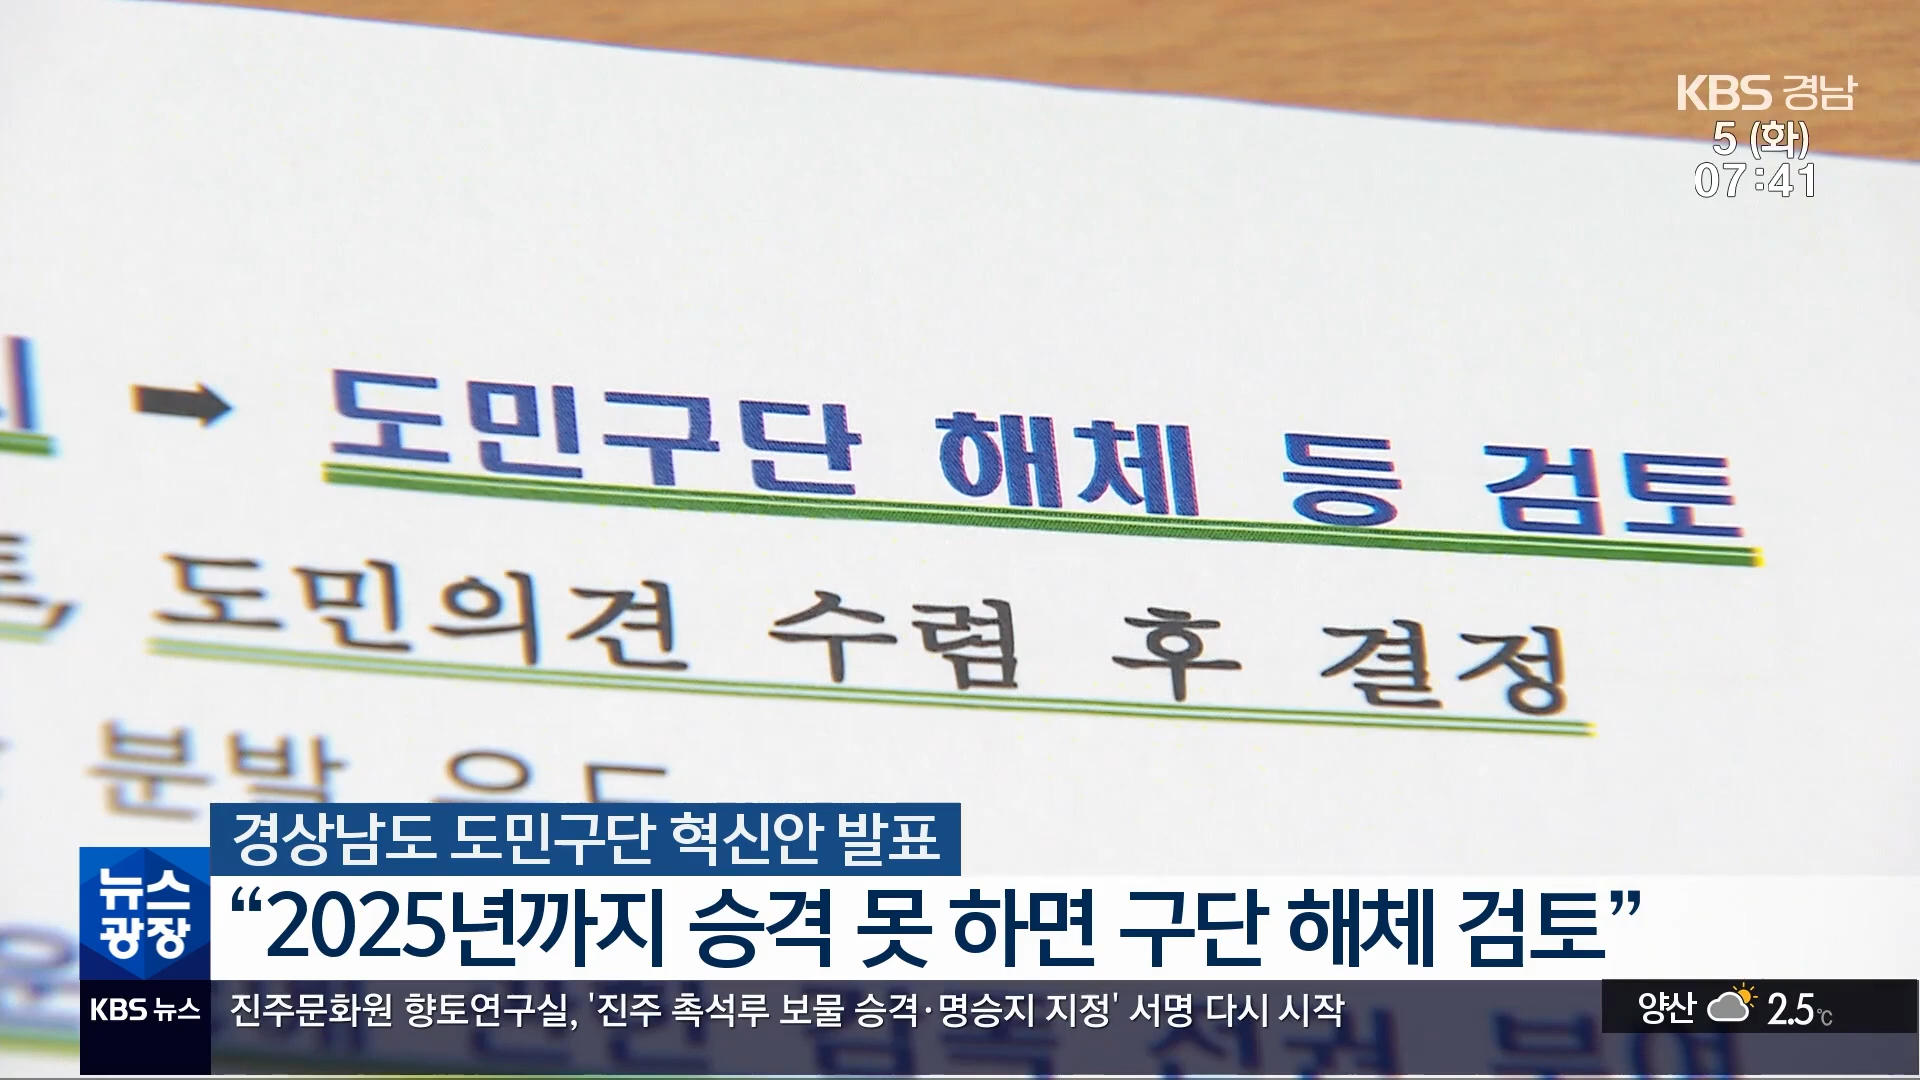 KBS 경남
5 (화)
07:41
➡ 도민구단 해체 등 검토
도민의견 수렴 후 결정
분발
경상남도 도민구단 혁신안 발표
뉴스
광장
“2025년까지 승격 못 하면 구단 해체 검토”
KBS 뉴스
진주문화원 향토연구실, '진주 촉석루 보물 승격·명승지 지정' 서명 다시 시작
양산 2.5℃